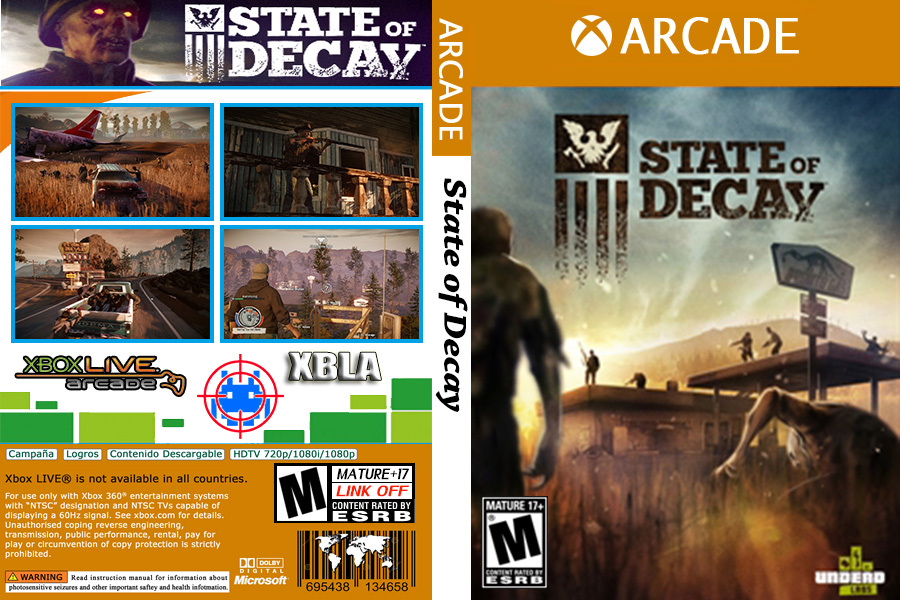 STATE OF
DECAY
XBOX LIVE.
arcade
XBLA
Campaña
Logros
Contenido Descargable
HDTV 720p/1080i/1080p
Xbox LIVE® is not available in all countries.
For use only with Xbox 360® entertainment systems
with "NTSC" designation and NTSC TVs capable of
displaying a 60Hz signal. See xbox.com for details.
Unauthorised coping reverse engineering,
transmission, public performance, rental, pay for
play or circumvention of copy protection is strictly
prohibited.
WARNING Read instruction manual for information about
photosensitive seizures and other important saftey and health infotmation.
M
MATURE+17
LINK OFF
CONTENT RATED BY
ESRB
DOLBY
DIGITAL
Microsoft
695438 134658
ARCADE
State of Decay
ARCADE
STATE OF
DECAY
MATURE 17+
M
CONTENT RATED BY
ESRB
UNDEAD
LABS